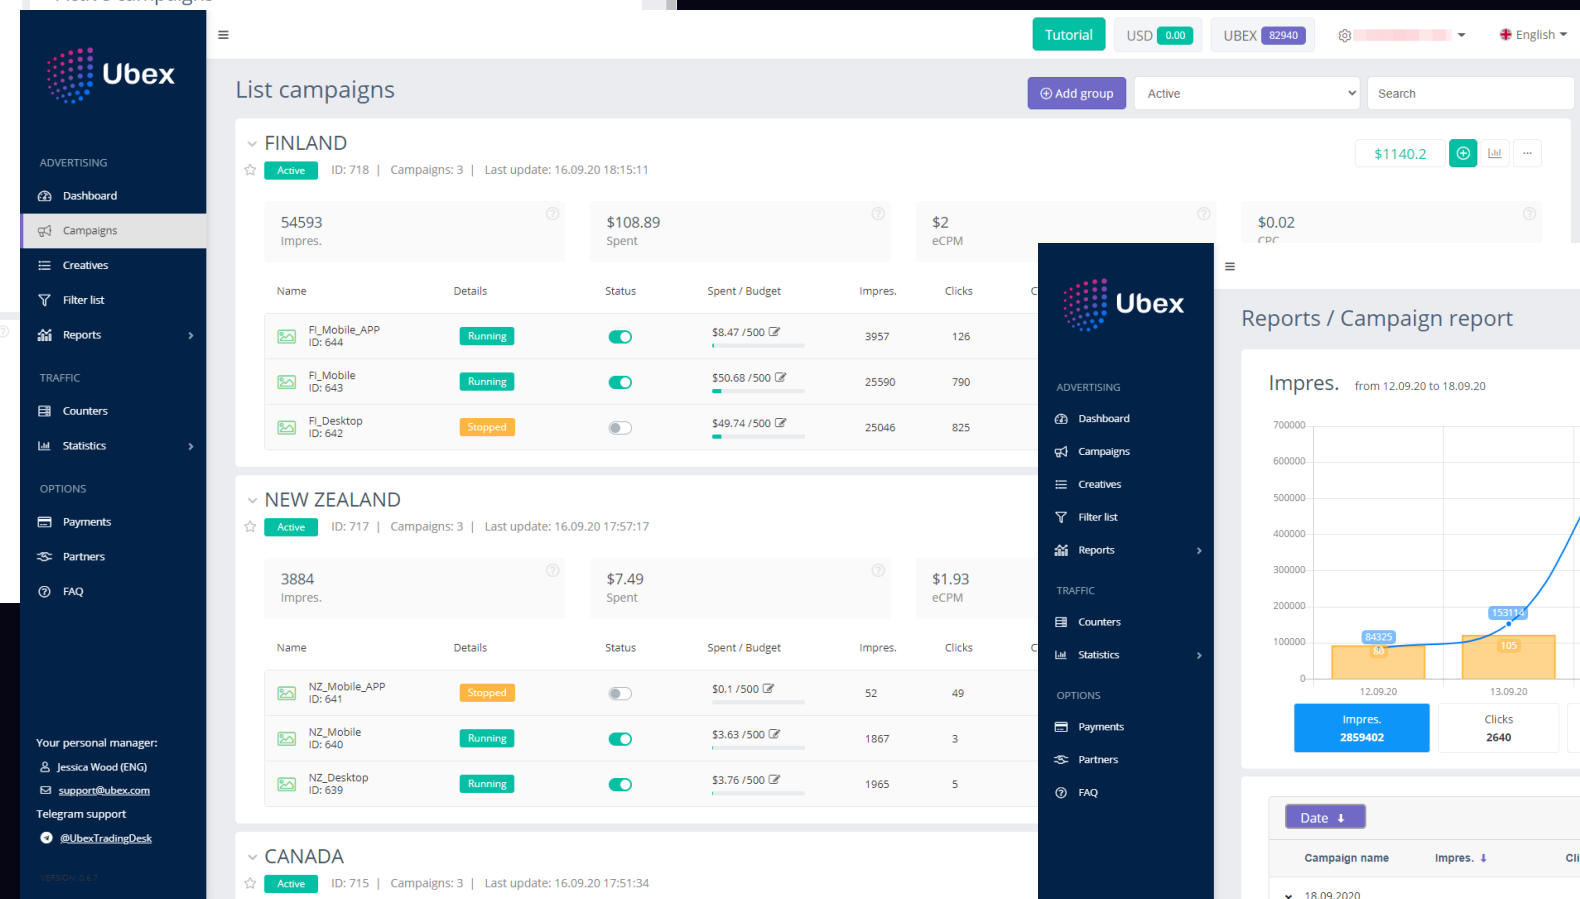 Active campaigns
Ubex
Tutorial
USD 0.00
UBEX 82940
English
List campaigns
Add group
Active
Search
ADVERTISING
Dashboard
Campaigns
Creatives
Filter list
Reports
TRAFFIC
Counters
Statistics
OPTIONS
Payments
Partners
FAQ
Your personal manager:
Jessica Wood (ENG)
support@ubex.com
Telegram support
@UbexTradingDesk
VERSION: 0.6.7
FINLAND
Active ID: 718 | Campaigns: 3 | Last update: 16.09.20 18:15:11
$1140.2
54593
Impres.
$108.89
Spent
$2
eCPM
$0.02
CPC
Name Details Status Spent / Budget Impres. Clicks C
FI_Mobile_APP
ID: 644
Running
$8.47 /500
3957
126
FI_Mobile
ID: 643
Running
$50.68 /500
25590
790
FI_Desktop
ID: 642
Stopped
$49.74 /500
25046
825
NEW ZEALAND
Active ID: 717 | Campaigns: 3 | Last update: 16.09.20 17:57:17
3884
Impres.
$7.49
Spent
$1.93
eCPM
Name Details Status Spent / Budget Impres. Clicks C
NZ_Mobile_APP
ID: 641
Stopped
$0.1 /500
52
49
NZ_Mobile
ID: 640
Running
$3.63 /500
1867
3
NZ_Desktop
ID: 639
Running
$3.76 /500
1965
5
CANADA
Active ID: 715 | Campaigns: 3 | Last update: 16.09.20 17:51:34
Ubex
ADVERTISING
Dashboard
Campaigns
Creatives
Filter list
Reports
TRAFFIC
Counters
Statistics
OPTIONS
Payments
Partners
FAQ
Reports / Campaign report
Impres. from 12.09.20 to 18.09.20
700000
600000
500000
400000
300000
200000
100000
0
84325
80
153114
105
12.09.20
13.09.20
Impres.
2859402
Clicks
2640
Date
Campaign name Impres. Cli
18.09.2020